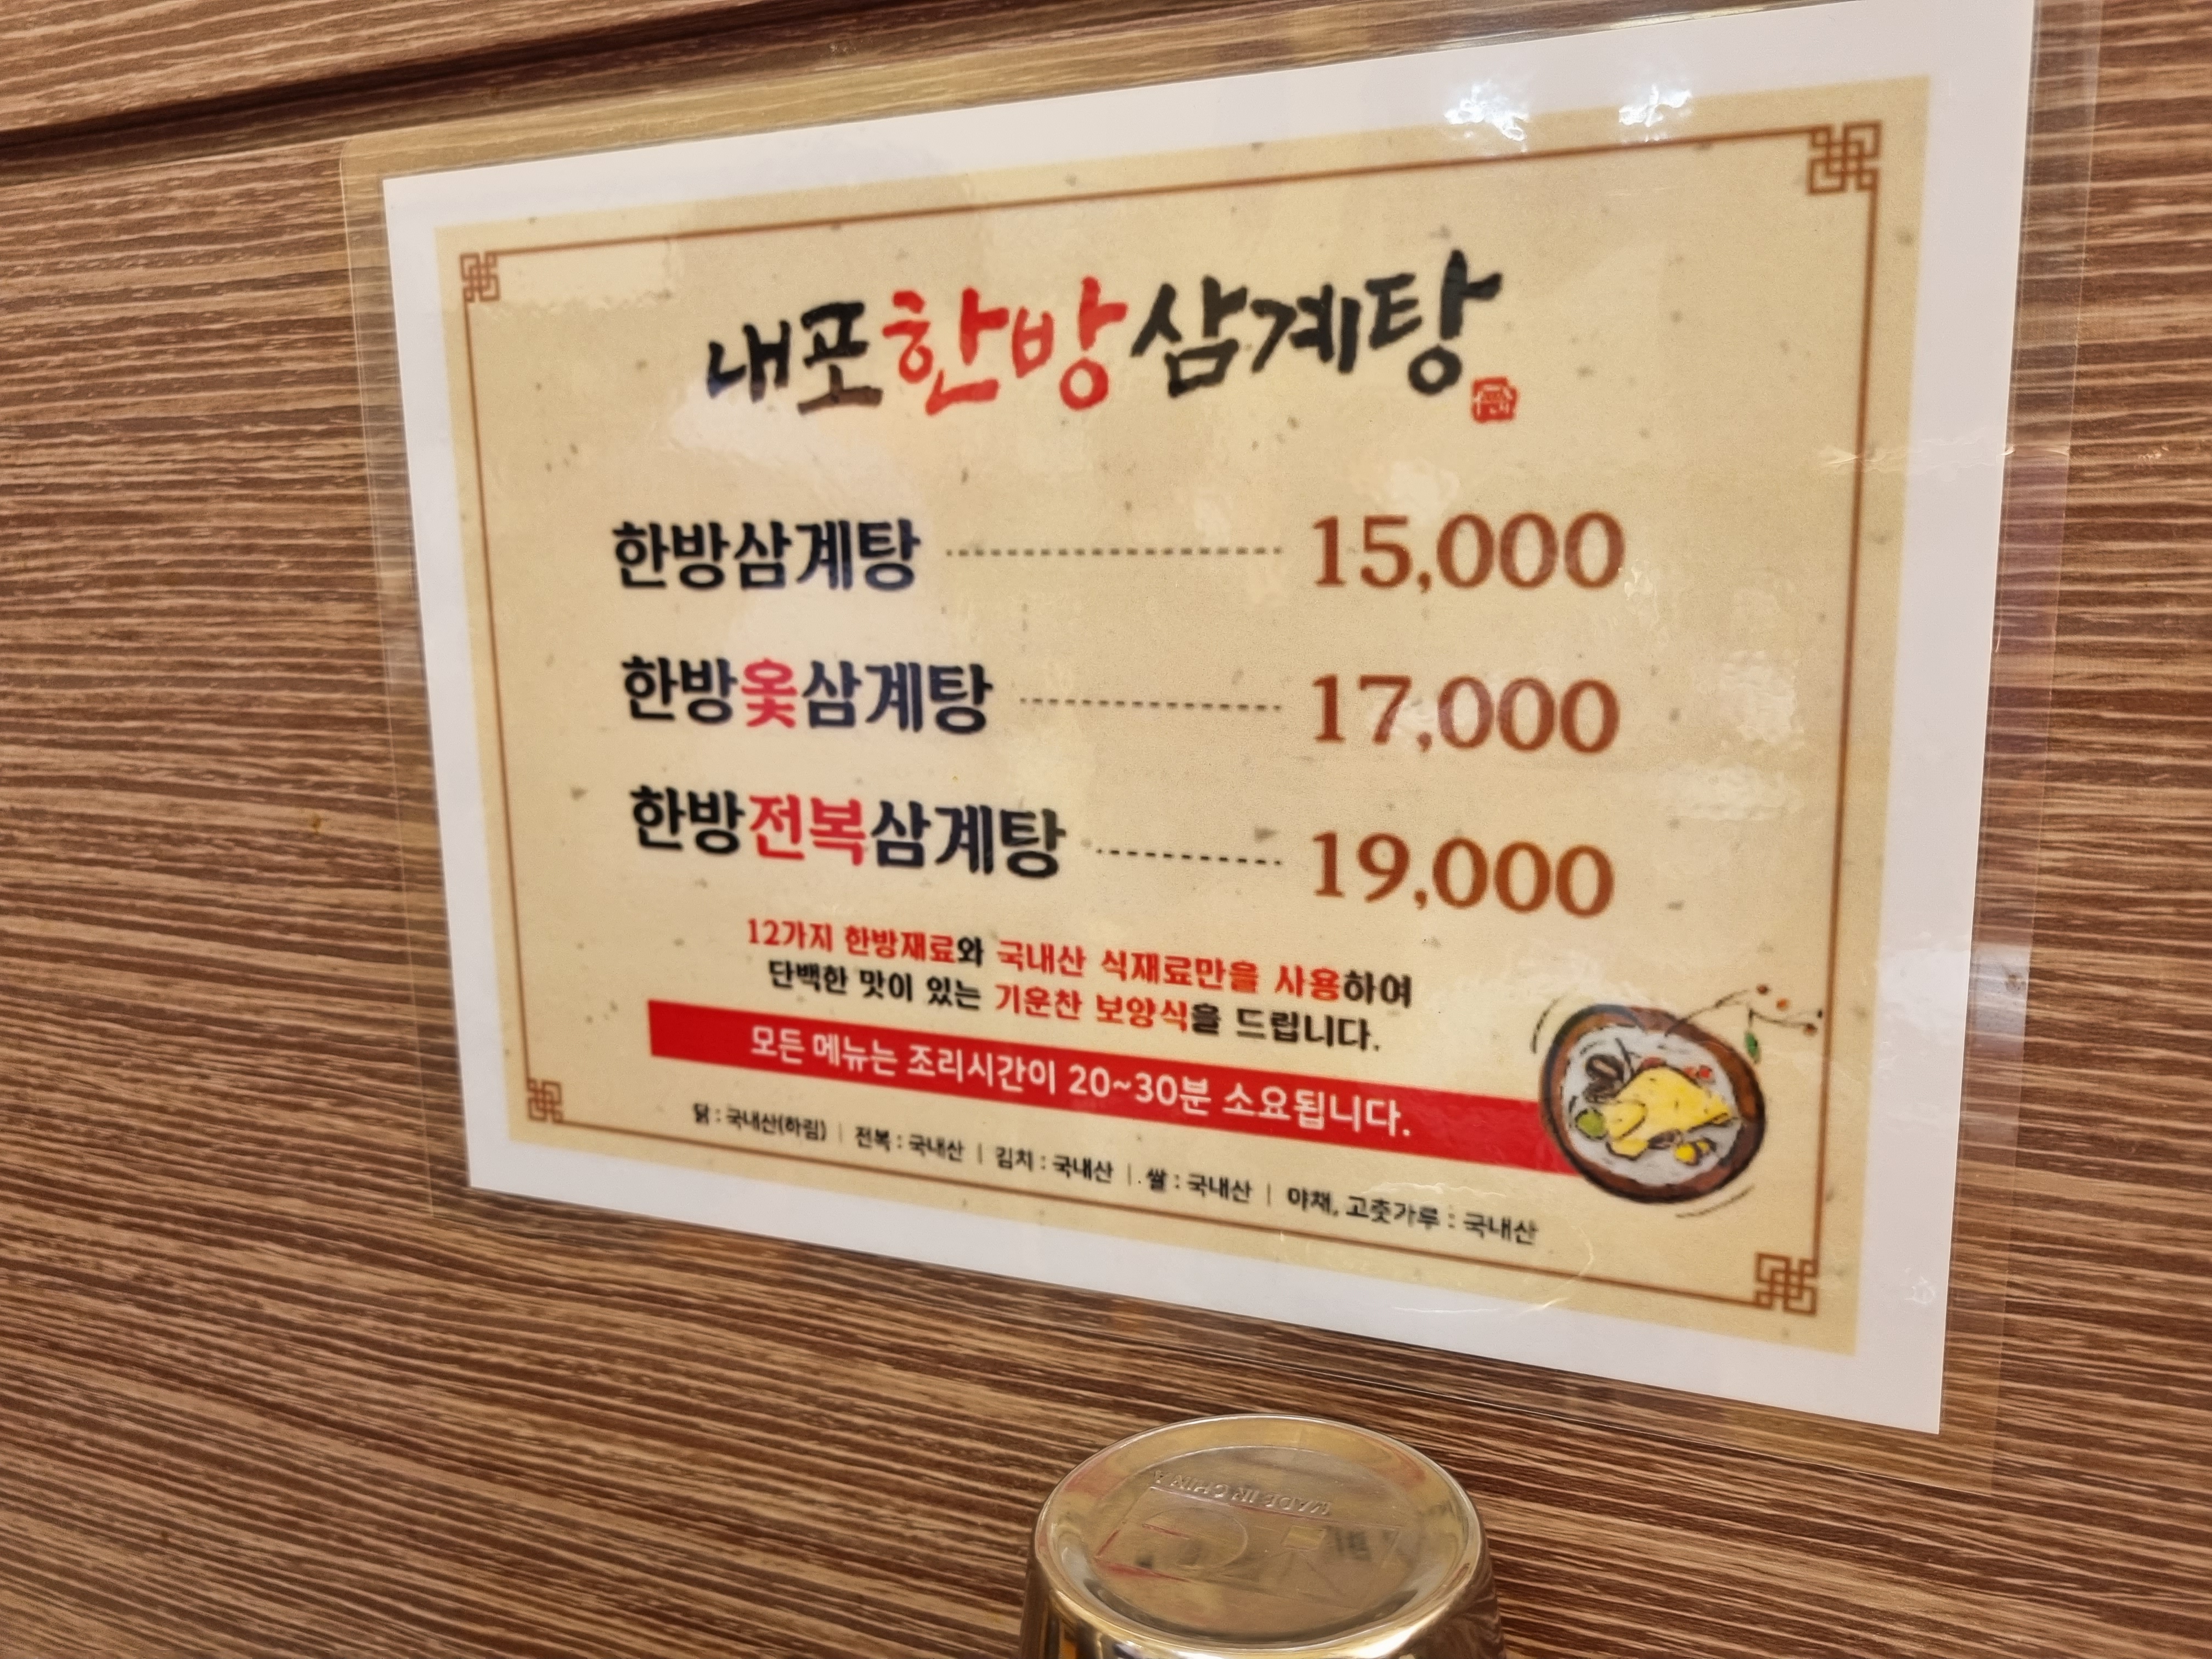 내포한방삼계탕
한방삼계탕 15,000
한방옻삼계탕 17,000
한방전복삼계탕 19,000
12가지 한방재료와 국내산 식재료만을 사용하여
단백한 맛이 있는 기운찬 보양식을 드립니다.
모든 메뉴는 조리시간이 20~30분 소요됩니다.
닭 : 국내산(하림) | 전복 : 국내산 | 김치 : 국내산 | 쌀 : 국내산 | 야채, 고춧가루 : 국내산
MADE IN CHINA